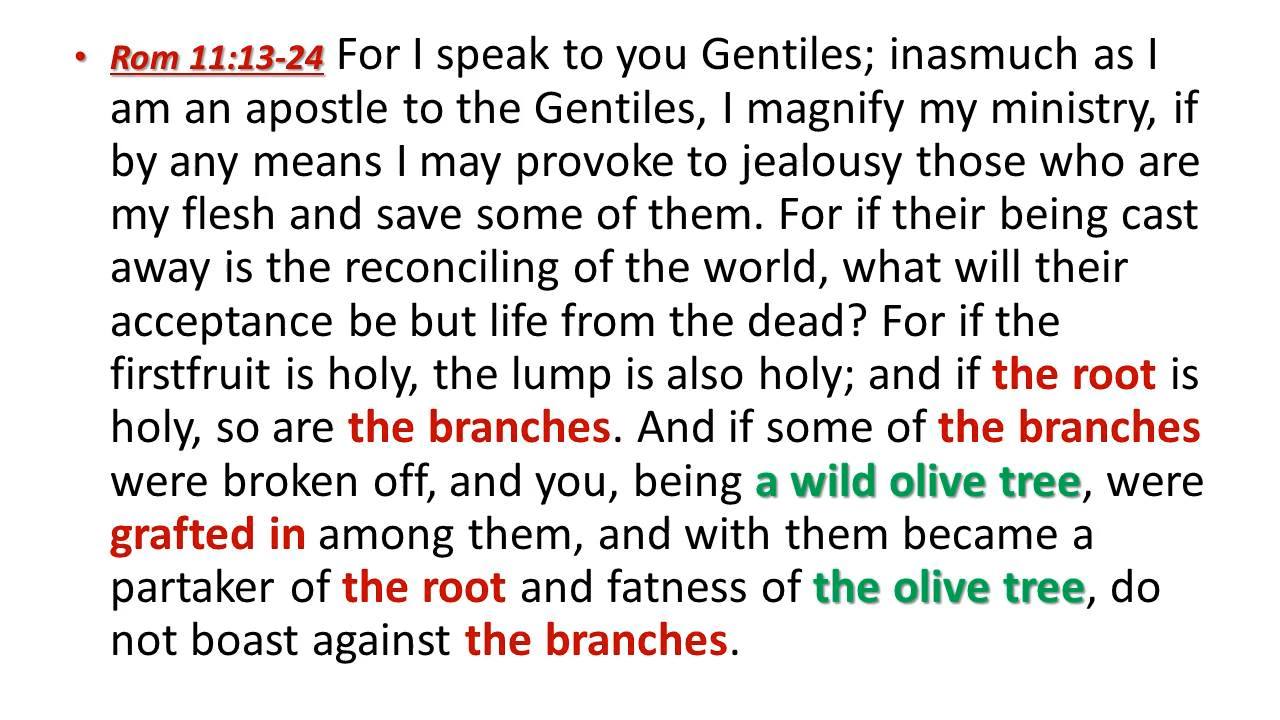 • Rom 11:13-24 For I speak to you Gentiles; inasmuch as I
am an apostle to the Gentiles, I magnify my ministry, if
by any means I may provoke to jealousy those who are
my flesh and save some of them. For if their being cast
away is the reconciling of the world, what will their
acceptance be but life from the dead? For if the
firstfruit is holy, the lump is also holy; and if the root is
holy, so are the branches. And if some of the branches
were broken off, and you, being a wild olive tree, were
grafted in among them, and with them became a
partaker of the root and fatness of the olive tree, do
not boast against the branches.